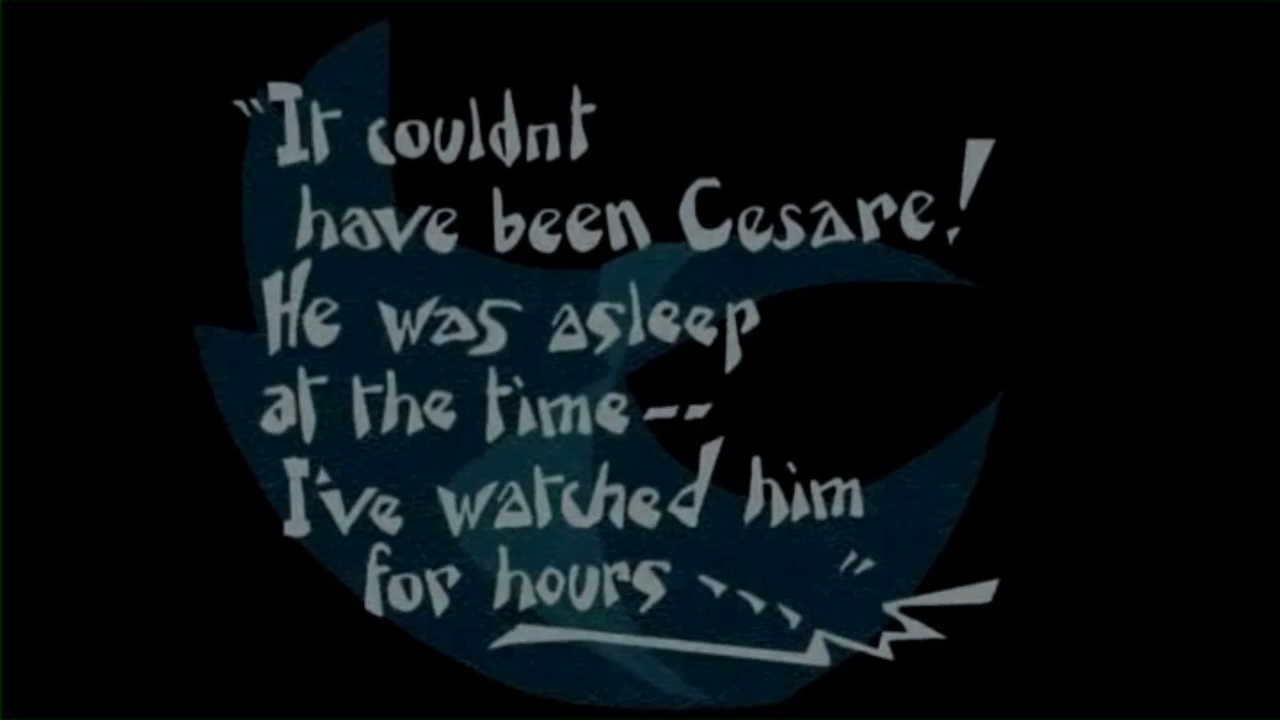 "It couldnt
have been Cesare!
He was asleep
at the time--
I've watched him
for hours ---- "